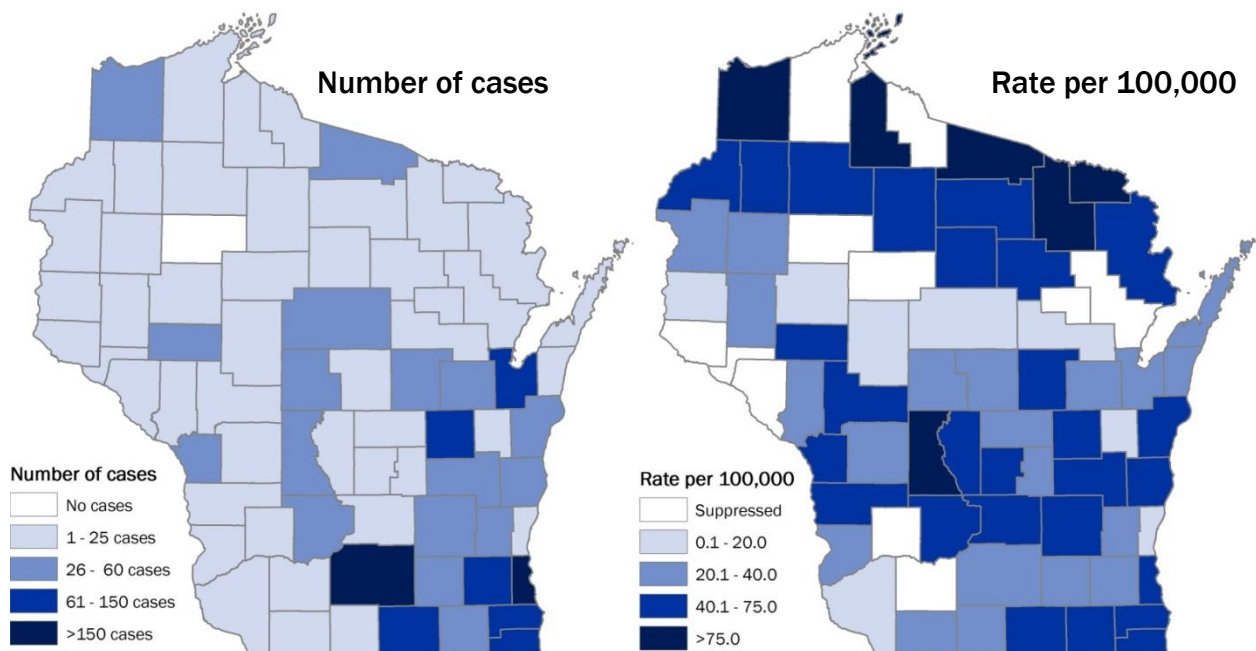 Number of cases
Rate per 100,000
Number of cases
No cases
1 - 25 cases
26 - 60 cases
61 - 150 cases
>150 cases
Rate per 100,000
Suppressed
0.1 - 20.0
20.1 - 40.0
40.1 - 75.0
>75.0